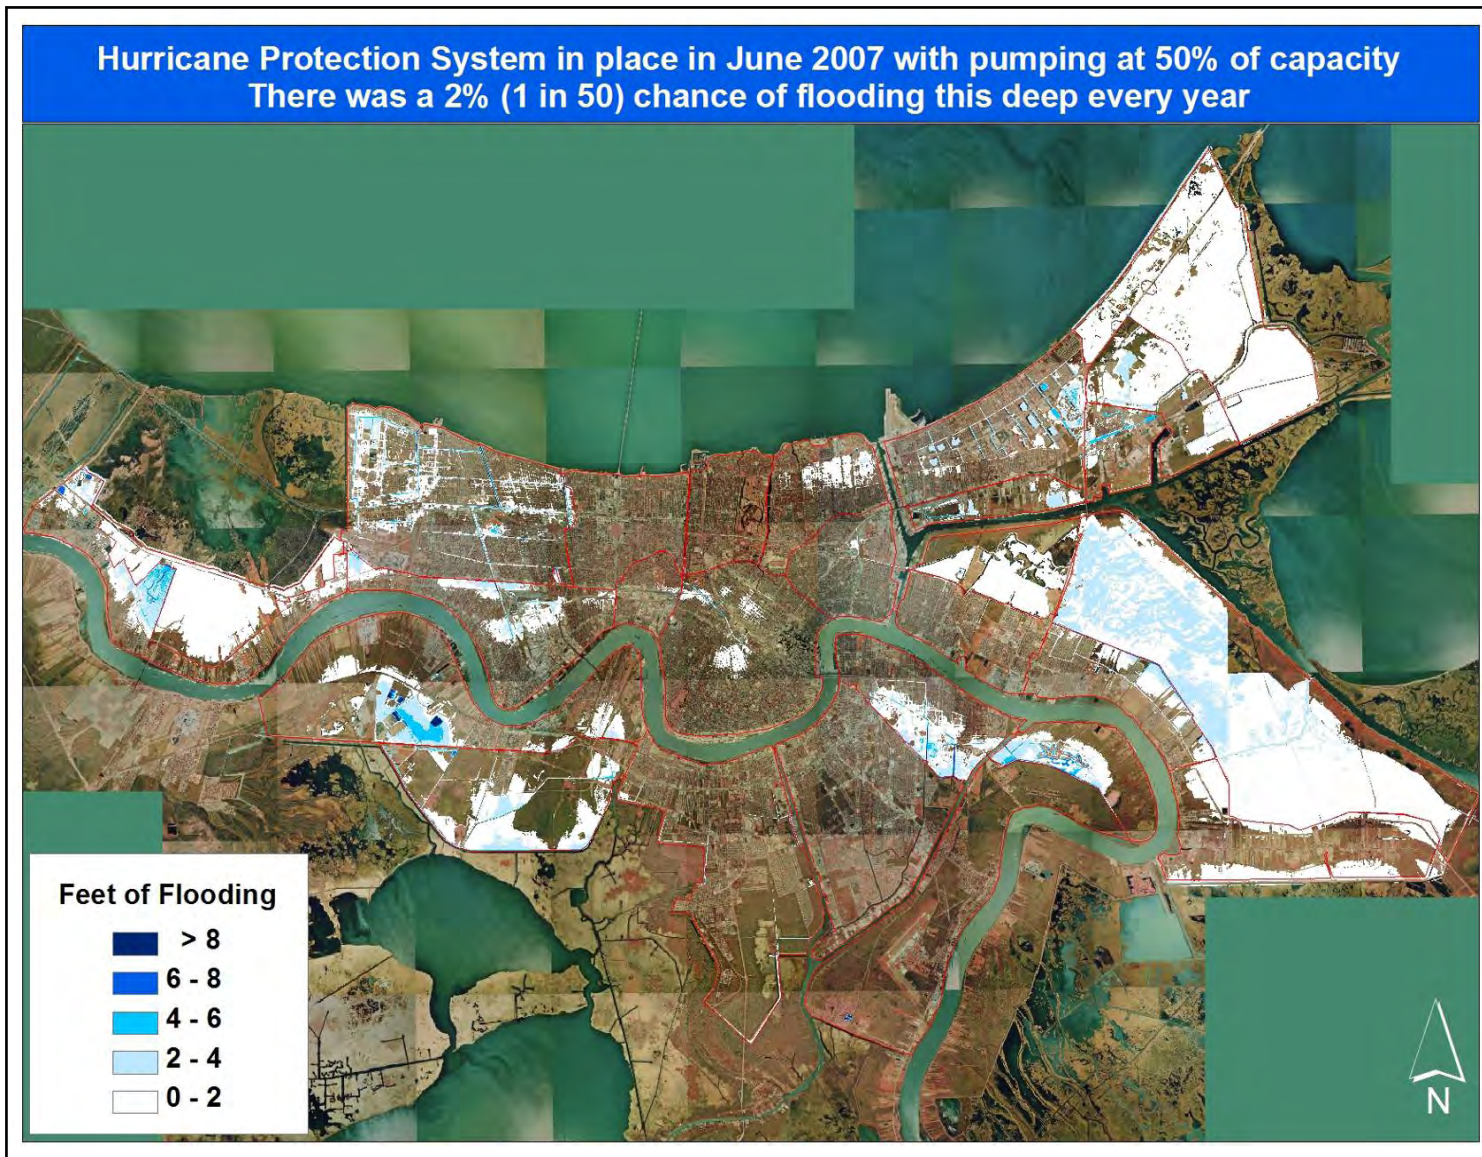 Hurricane Protection System in place in June 2007 with pumping at 50% of capacity
There was a 2% (1 in 50) chance of flooding this deep every year
Feet of Flooding
> 8
6 - 8
4 - 6
2 - 4
0 - 2
N